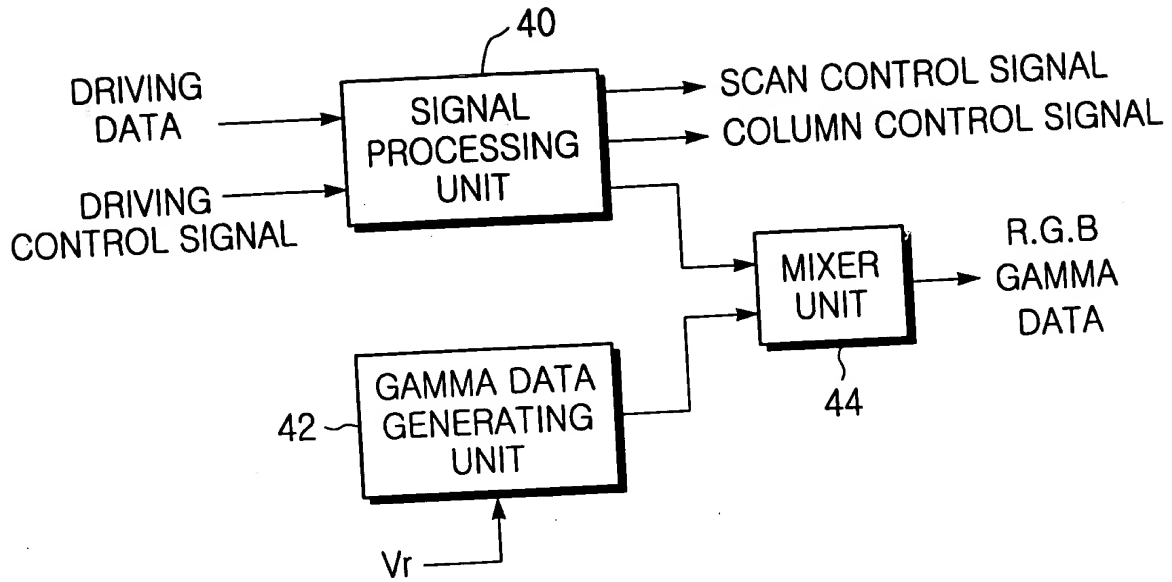 40
DRIVING
DATA
SIGNAL
PROCESSING
UNIT
SCAN CONTROL SIGNAL
COLUMN CONTROL SIGNAL
DRIVING
CONTROL SIGNAL
MIXER
UNIT
R.G.B
GAMMA
DATA
44
42
GAMMA DATA
GENERATING
UNIT
Vr